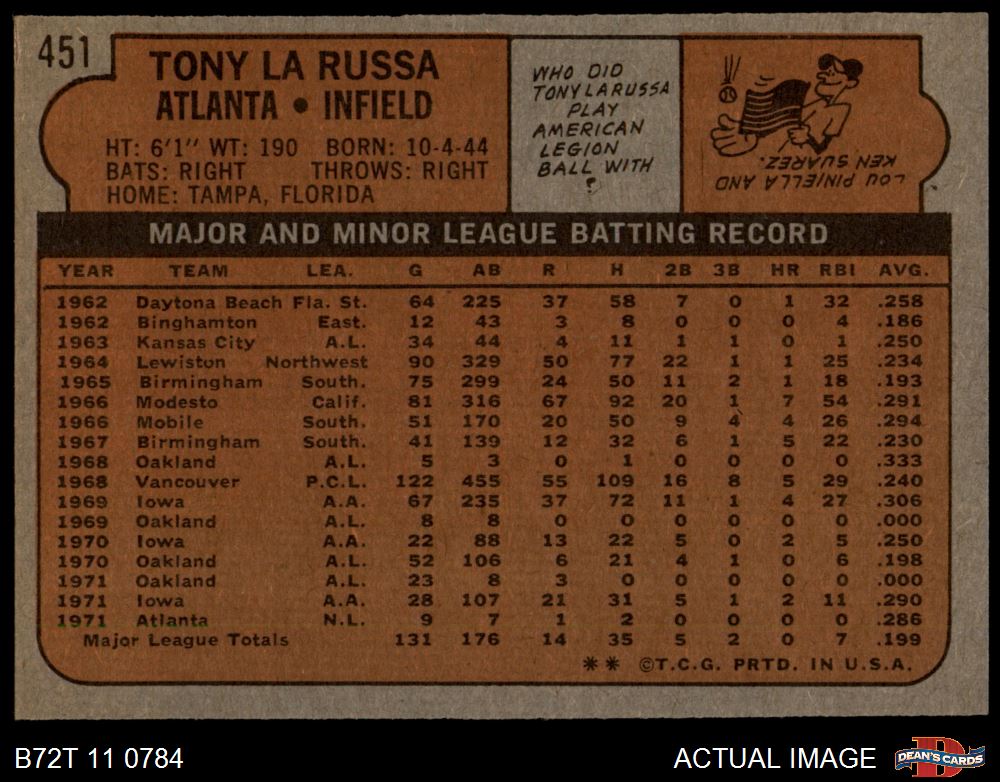 451
TONY LA RUSSA
ATLANTA • INFIELD
HT: 6'1" WT: 190 BORN: 10-4-44
BATS: RIGHT THROWS: RIGHT
HOME: TAMPA, FLORIDA
WHO DID
TONY LARUSSA
PLAY
AMERICAN
LEGION
BALL WITH
?
LOU PINIELLA AND
KEN SUAREZ.
MAJOR AND MINOR LEAGUE BATTING RECORD
YEAR TEAM LEA. G AB R H 2B 3B HR RBI AVG.
1962 Daytona Beach Fla. St. 64 225 37 58 7 0 1 32 .258
1962 Binghamton East. 12 43 3 8 0 0 0 4 .186
1963 Kansas City A.L. 34 44 4 11 1 1 0 1 .250
1964 Lewiston Northwest 90 329 50 77 22 1 1 25 .234
1965 Birmingham South. 75 299 24 50 11 2 1 18 .193
1966 Modesto Calif. 81 316 67 92 20 1 7 54 .291
1966 Mobile South. 51 170 20 50 9 4 4 26 .294
1967 Birmingham South. 41 139 12 32 6 1 5 22 .230
1968 Oakland A.L. 5 3 0 1 0 0 0 0 .333
1968 Vancouver P.C.L. 122 455 55 109 16 8 5 29 .240
1969 Iowa A.A. 67 235 37 72 11 1 4 27 .306
1969 Oakland A.L. 8 8 0 0 0 0 0 0 .000
1970 Iowa A.A. 22 88 13 22 5 0 2 5 .250
1970 Oakland A.L. 52 106 6 21 4 1 0 6 .198
1971 Oakland A.L. 23 8 3 0 0 0 0 0 .000
1971 Iowa A.A. 28 107 21 31 5 1 2 11 .290
1971 Atlanta N.L. 9 7 1 2 0 0 0 0 .286
Major League Totals 131 176 14 35 5 2 0 7 .199
** ©T.C.G. PRTD. IN U.S.A.
B72T 11 0784
ACTUAL IMAGE
D
DEAN'S CARDS